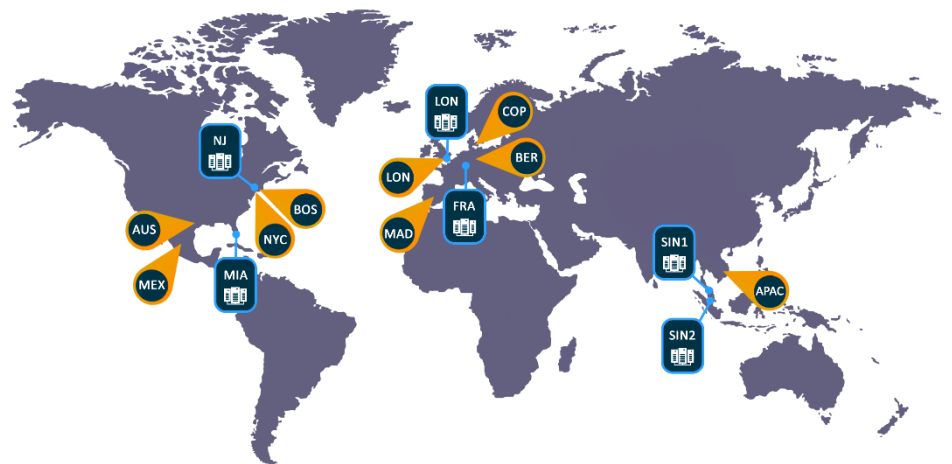 LON
COP
NJ
BER
LON
BOS
FRA
MAD
AUS
NYC
SIN1
MIA
MEX
APAC
SIN2